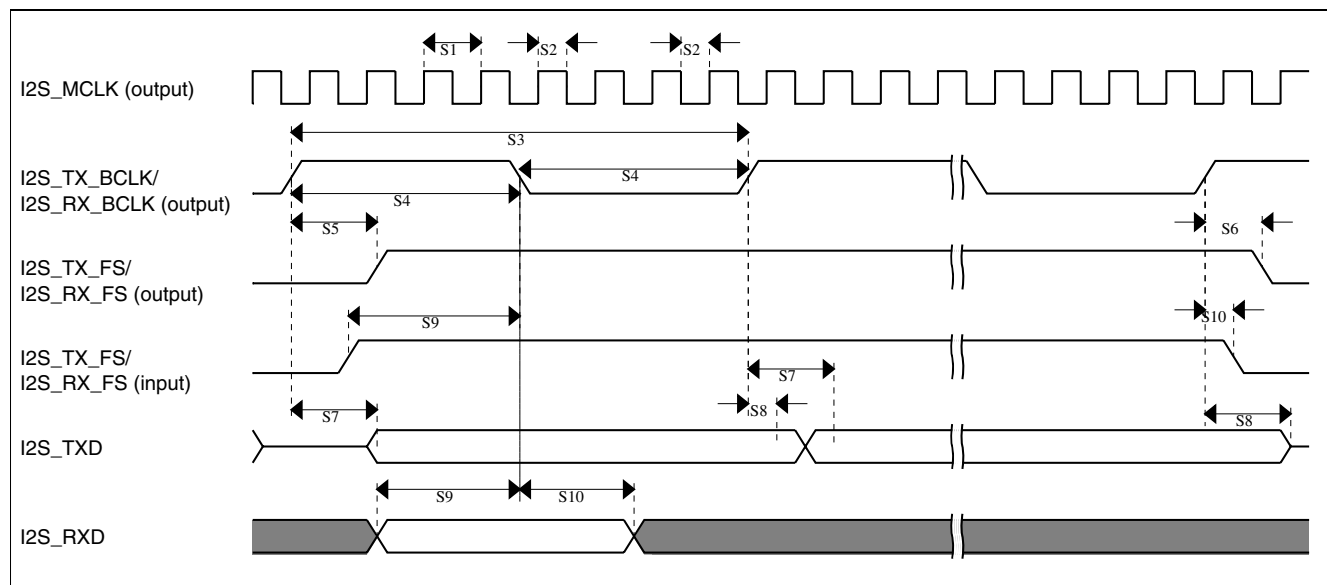 S1
S2
S2
I2S_MCLK (output)
S3
I2S_TX_BCLK/
I2S_RX_BCLK (output)
S4
S4
S5
S6
I2S_TX_FS/
I2S_RX_FS (output)
S9
S10
I2S_TX_FS/
I2S_RX_FS (input)
S7
S7
S8
S8
I2S_TXD
S9
S10
I2S_RXD